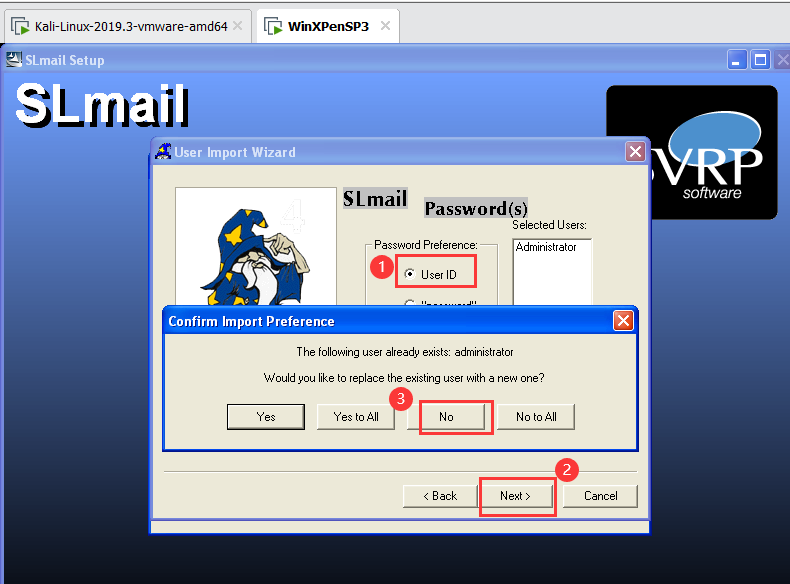 Kali-Linux-2019.3-vmware-amd64
WinXPenSP3
SLmail Setup
SLmail
User Import Wizard
VRP
software
SLmail
Password(s)
Selected Users:
Password Preference:
Administrator
1
User ID
"password"
Confirm Import Preference
The following user already exists: administrator
Would you like to replace the existing user with a new one?
3
Yes
Yes to All
No
No to All
2
< Back
Next >
Cancel